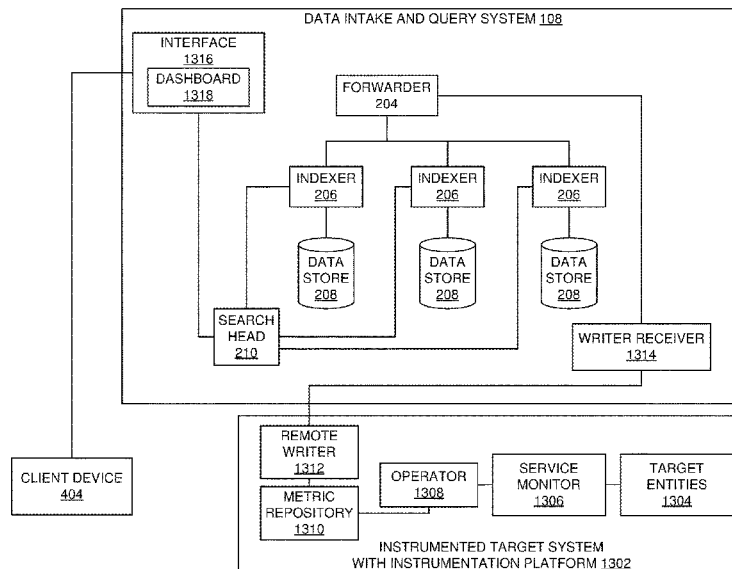 DATA INTAKE AND QUERY SYSTEM 108
INTERFACE
1316
DASHBOARD
1318
FORWARDER
204
INDEXER
206
INDEXER
206
INDEXER
206
DATA
STORE
208
DATA
STORE
208
DATA
STORE
208
SEARCH
HEAD
210
WRITER RECEIVER
1314
CLIENT DEVICE
404
REMOTE
WRITER
1312
METRIC
REPOSITORY
1310
OPERATOR
1308
SERVICE
MONITOR
1306
TARGET
ENTITIES
1304
INSTRUMENTED TARGET SYSTEM
WITH INSTRUMENTATION PLATFORM 1302